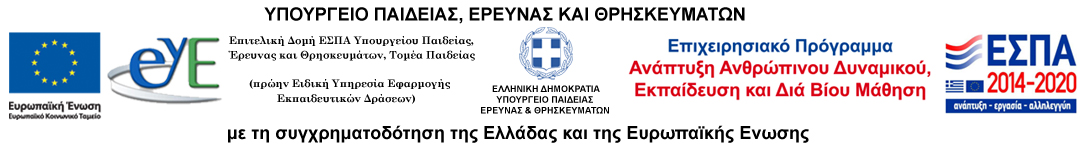 ΥΠΟΥΡΓΕΙΟ ΠΑΙΔΕΙΑΣ, ΕΡΕΥΝΑΣ ΚΑΙ ΘΡΗΣΚΕΥΜΑΤΩΝ
Ευρωπαϊκή Ένωση
Ευρωπαϊκό Κοινωνικό Ταμείο
eye
Επιτελική Δομή ΕΣΠΑ Υπουργείου Παιδείας,
Έρευνας και Θρησκευμάτων, Τομέα Παιδείας
(πρώην Ειδική Υπηρεσία Εφαρμογής
Εκπαιδευτικών Δράσεων)
ΕΛΛΗΝΙΚΗ ΔΗΜΟΚΡΑΤΙΑ
ΥΠΟΥΡΓΕΙΟ ΠΑΙΔΕΙΑΣ
ΕΡΕΥΝΑΣ & ΘΡΗΣΚΕΥΜΑΤΩΝ
Επιχειρησιακό Πρόγραμμα
Ανάπτυξη Ανθρώπινου Δυναμικού,
Εκπαίδευση και Διά Βίου Μάθηση
ΕΣΠΑ
2014-2020
ανάπτυξη - εργασία - αλληλεγγύη
με τη συγχρηματοδότηση της Ελλάδας και της Ευρωπαϊκής Ενωσης